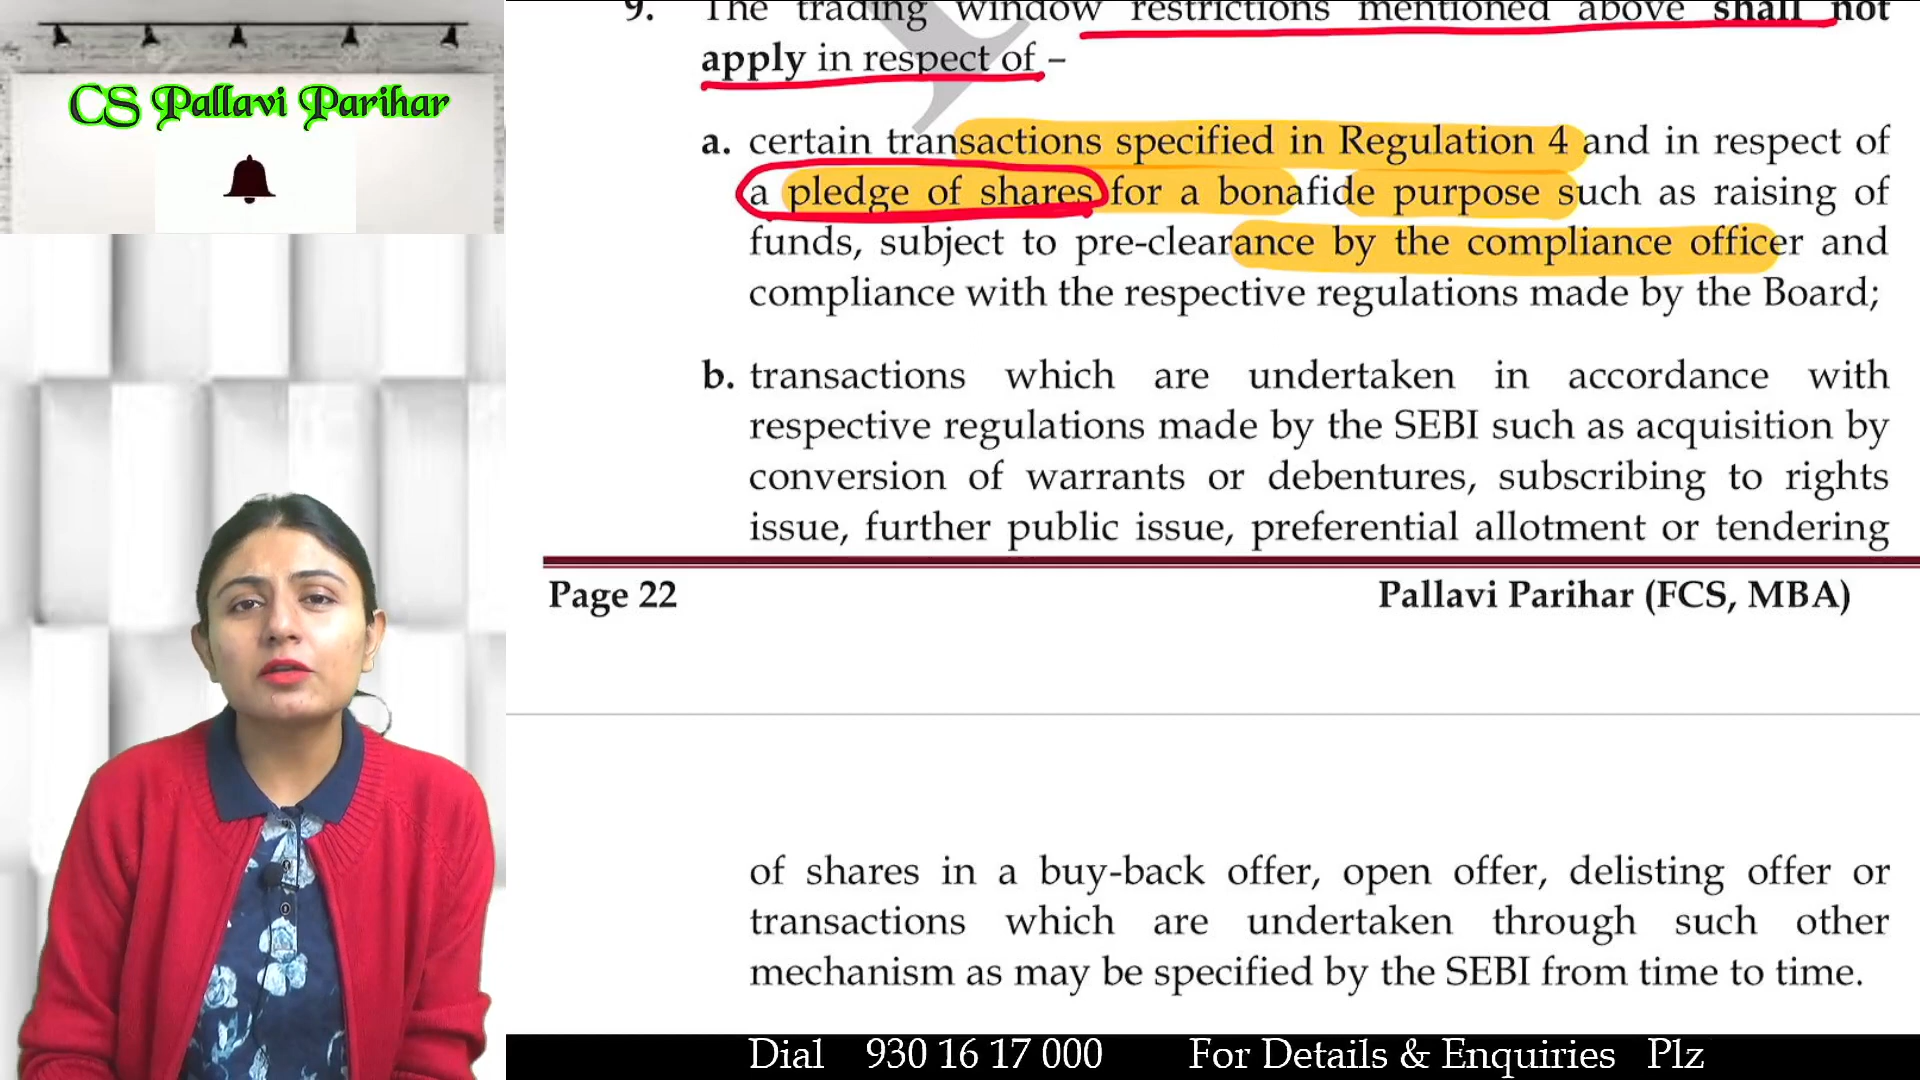 CS Pallavi Parihar
9. The trading window restrictions mentioned above shall not
apply in respect of –
a. certain transactions specified in Regulation 4 and in respect of
a pledge of shares for a bonafide purpose such as raising of
funds, subject to pre-clearance by the compliance officer and
compliance with the respective regulations made by the Board;
b. transactions which are undertaken in accordance with
respective regulations made by the SEBI such as acquisition by
conversion of warrants or debentures, subscribing to rights
issue, further public issue, preferential allotment or tendering
Page 22 Pallavi Parihar (FCS, MBA)
of shares in a buy-back offer, open offer, delisting offer or
transactions which are undertaken through such other
mechanism as may be specified by the SEBI from time to time.
Dial 930 16 17 000 For Details & Enquiries Plz